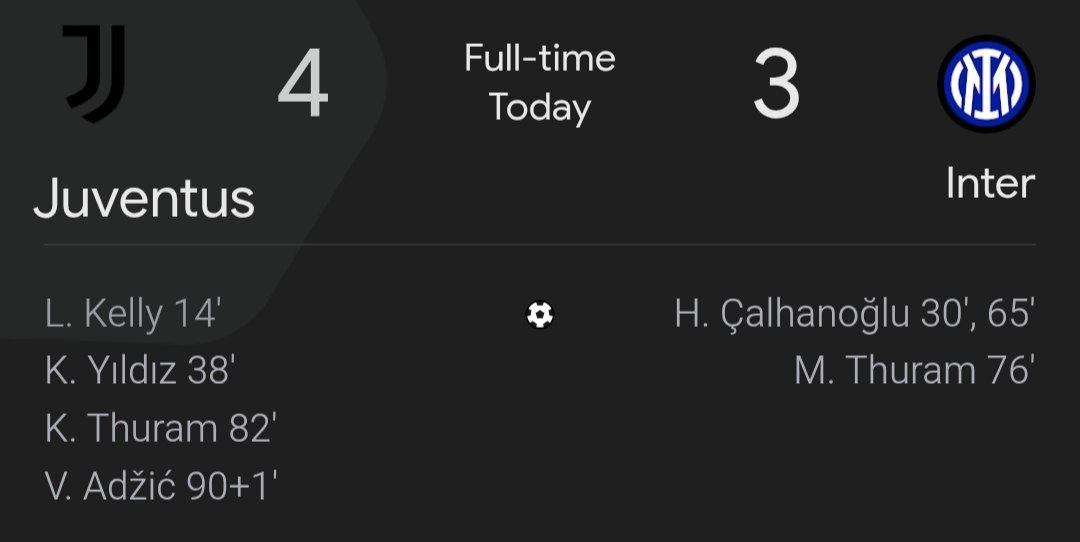 4 Full-time 3
Today
Juventus Inter
L. Kelly 14' H. Çalhanoğlu 30', 65'
K. Yıldız 38' M. Thuram 76'
K. Thuram 82'
V. Adžić 90+1'